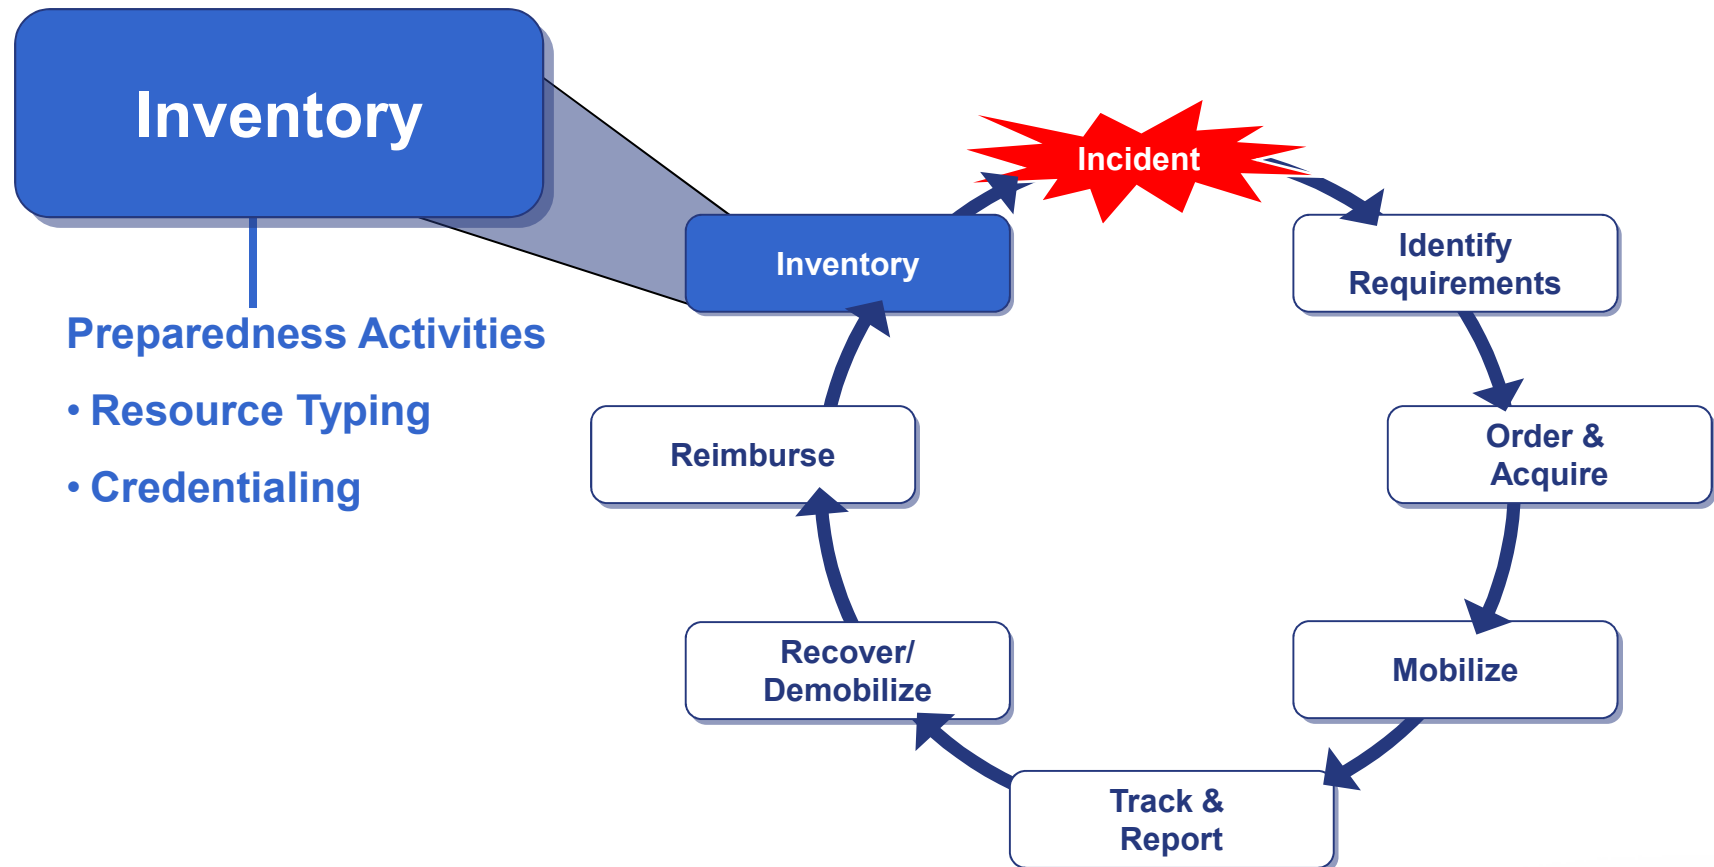 Inventory
Preparedness Activities
• Resource Typing
• Credentialing
Incident
Inventory
Identify
Requirements
Order &
Acquire
Mobilize
Track &
Report
Recover/
Demobilize
Reimburse